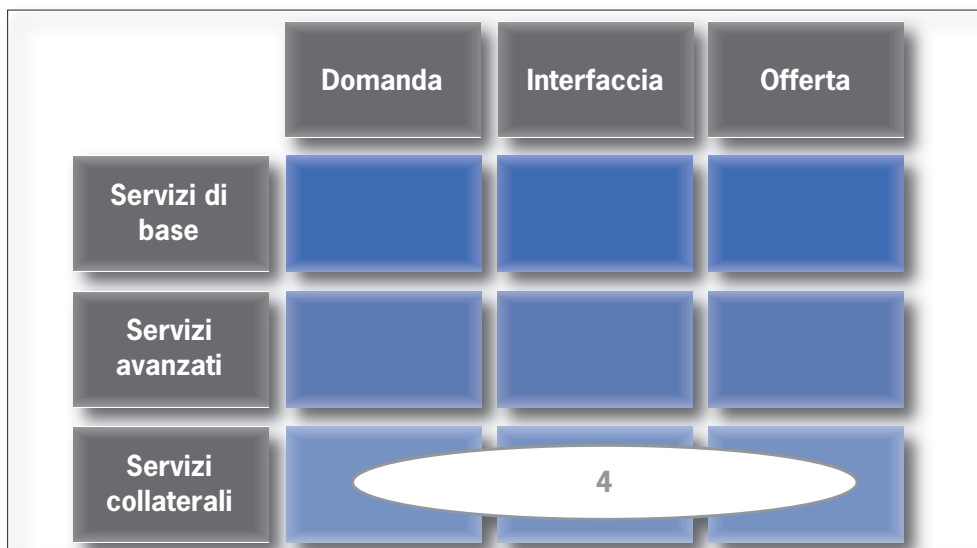 Domanda Interfaccia Offerta
Servizi di
base
Servizi
avanzati
Servizi
collaterali
4